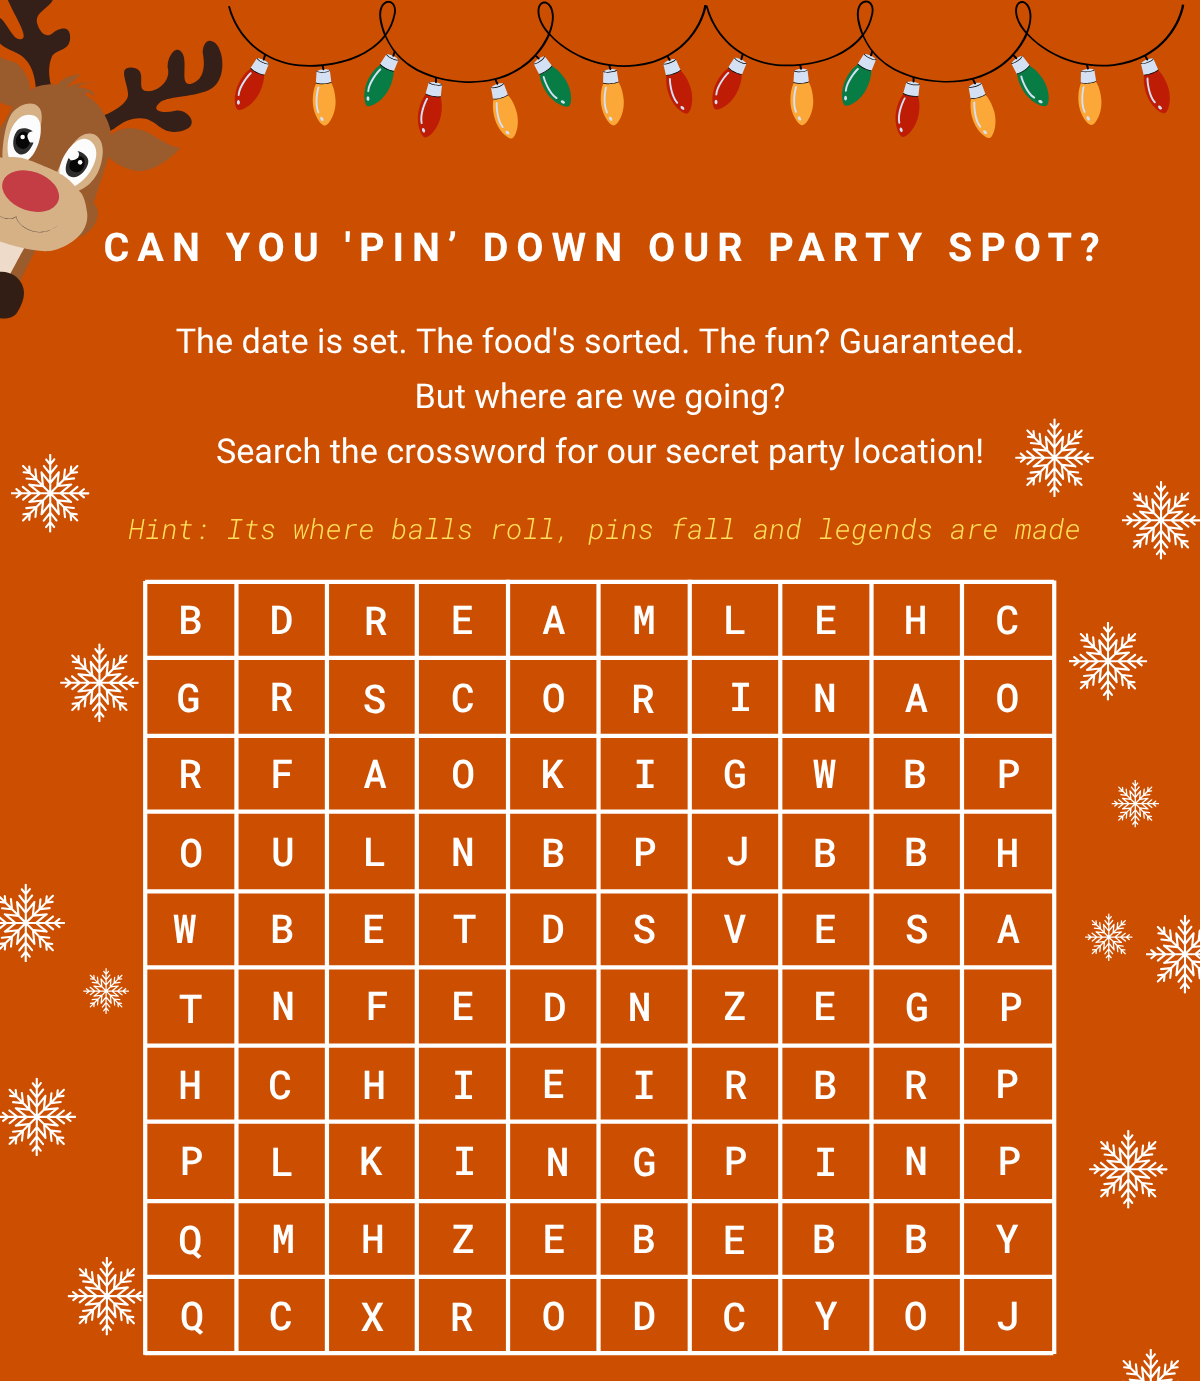 CAN YOU 'PIN’ DOWN OUR PARTY SPOT?
The date is set. The food's sorted. The fun? Guaranteed.
But where are we going?
Search the crossword for our secret party location!
Hint: Its where balls roll, pins fall and legends are made
B D R E A M L E H C
G R S C O R I N A O
R F A O K I G W B P
O U L N B P J B B H
W B E T D S V E S A
T N F E D N Z E G P
H C H I E I R B R P
P L K I N G P I N P
Q M H Z E B E B B Y
Q C X R O D C Y O J